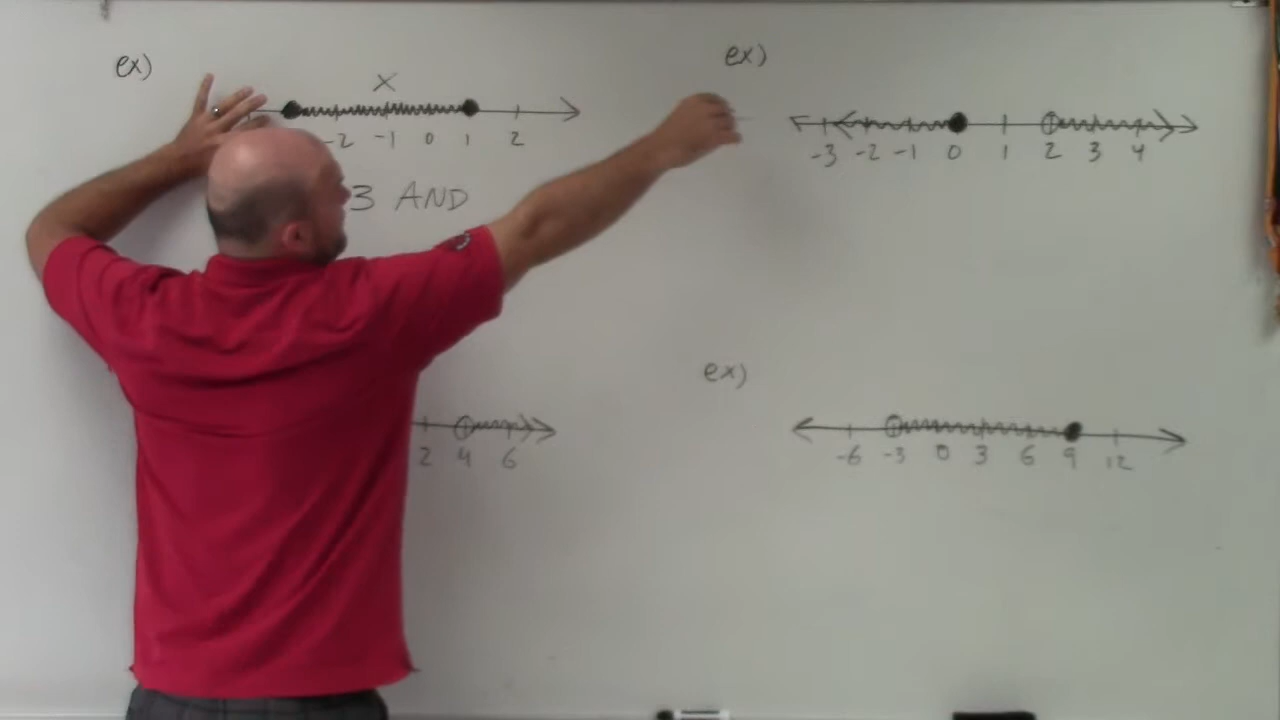 ex)
X
-2 -1 0 1 2
3 AND
ex)
-3 -2 -1 0 1 2 3 4
2 4 6
ex)
-6 -3 0 3 6 9 12